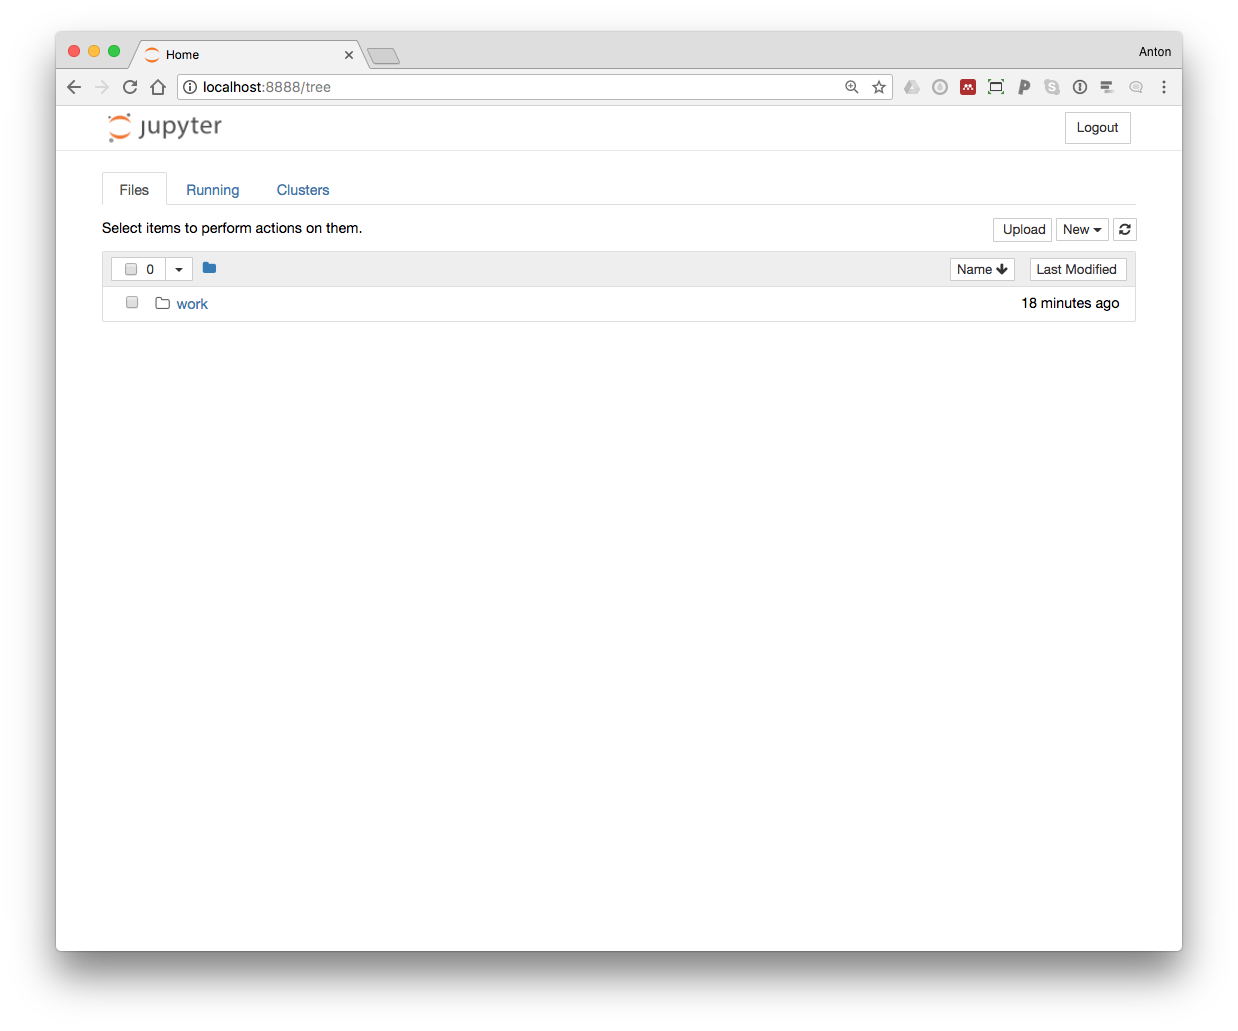 Home
Anton
localhost:8888/tree
jupyter
Logout
Files Running Clusters
Select items to perform actions on them.
Upload New
0 Name Last Modified
work 18 minutes ago